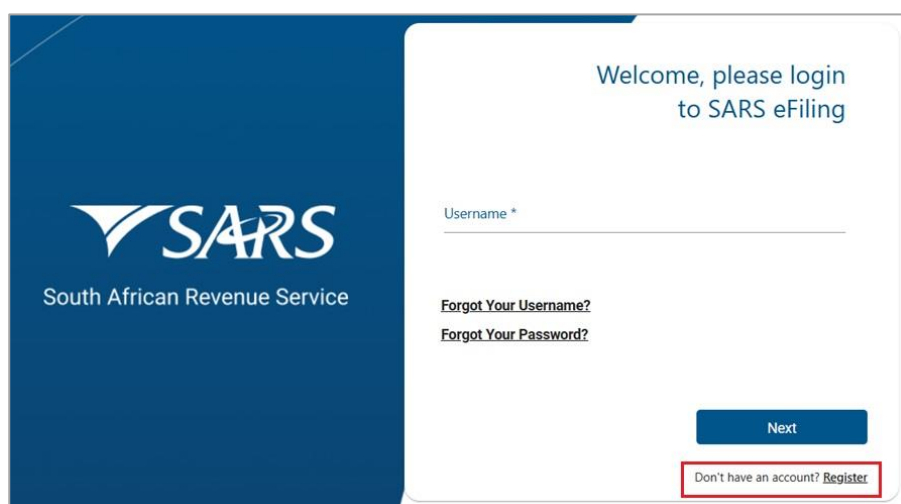 SARS
South African Revenue Service
Welcome, please login
to SARS eFiling
Username *
Forgot Your Username?
Forgot Your Password?
Next
Don't have an account? Register